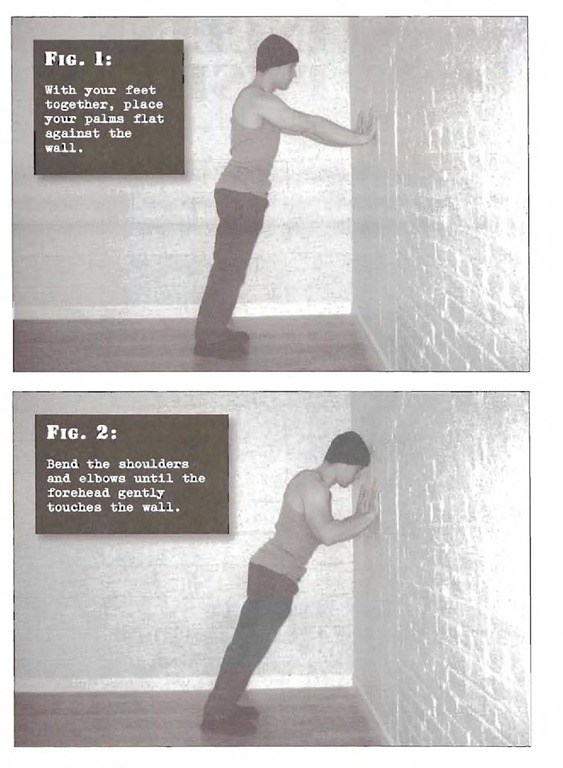 FIG. 1:
With your feet
together, place
your palms flat
against the
wall.
FIG. 2:
Bend the shoulders
and elbows until the
forehead gently
touches the wall.